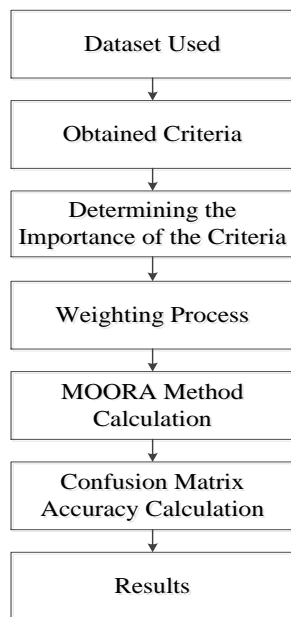 Dataset Used
Obtained Criteria
Determining the
Importance of the Criteria
Weighting Process
MOORA Method
Calculation
Confusion Matrix
Accuracy Calculation
Results